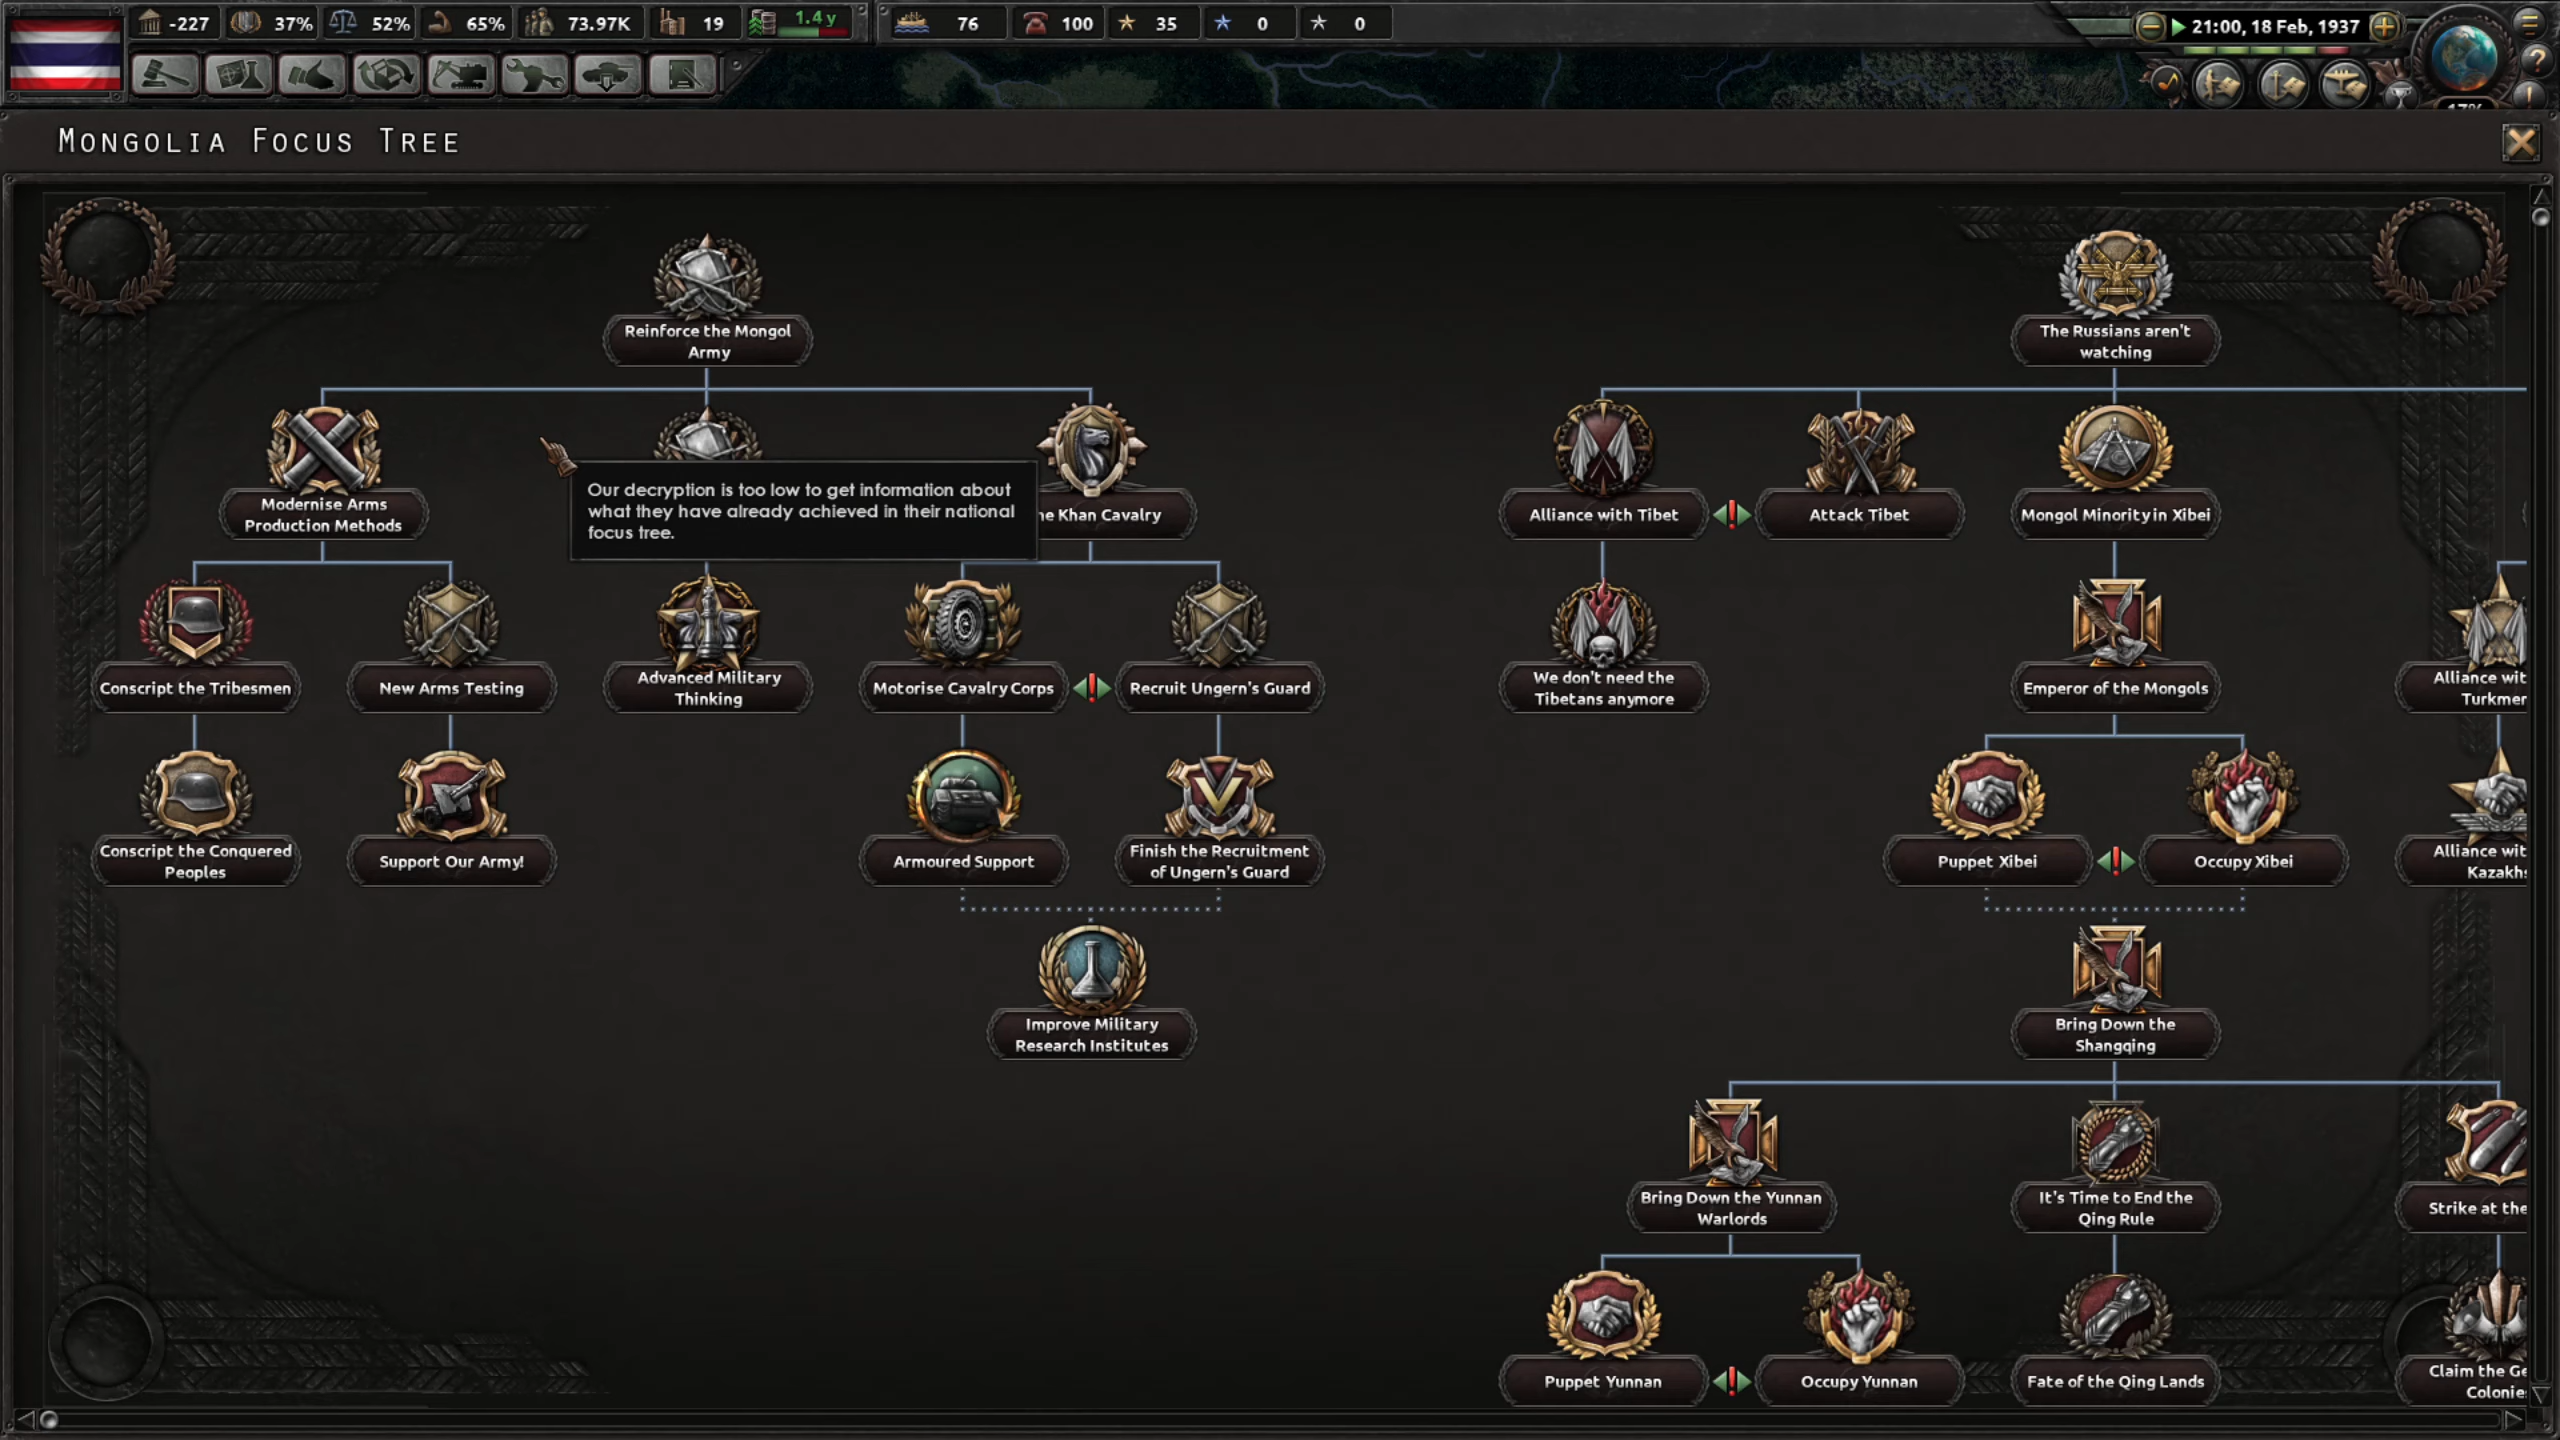 -227
37%
52%
65%
73.97K
19
1.4 y
76
100
35
0
0
21:00, 18 Feb, 1937
Mongolia Focus Tree
Reinforce the Mongol
Army
The Russians aren't
watching
Modernise Arms
Production Methods
Our decryption is too low to get information about
what they have already achieved in their national
focus tree.
Khan Cavalry
Alliance with Tibet
Attack Tibet
Mongol Minority in Xibei
Conscript the Tribesmen
New Arms Testing
Advanced Military
Thinking
Motorise Cavalry Corps
Recruit Ungern's Guard
We don't need the
Tibetans anymore
Emperor of the Mongols
Alliance wit
Turkmen
Conscript the Conquered
Peoples
Support Our Army!
Armoured Support
Finish the Recruitment
of Ungern's Guard
Puppet Xibei
Occupy Xibei
Alliance wit
Kazakhs
Improve Military
Research Institutes
Bring Down the
Shangqing
Bring Down the Yunnan
Warlords
It's Time to End the
Qing Rule
Strike at the
Puppet Yunnan
Occupy Yunnan
Fate of the Qing Lands
Claim the Ge
Colonie